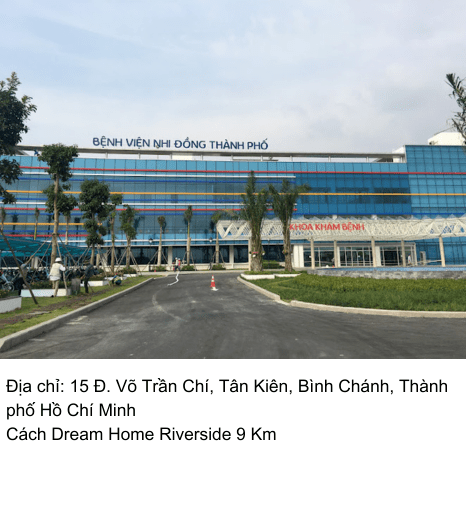 BỆNH VIỆN NHI ĐỒNG THÀNH PHỐ
KHOA KHÁM BỆNH
Địa chỉ: 15 Đ. Võ Trần Chí, Tân Kiên, Bình Chánh, Thành
phố Hồ Chí Minh
Cách Dream Home Riverside 9 Km